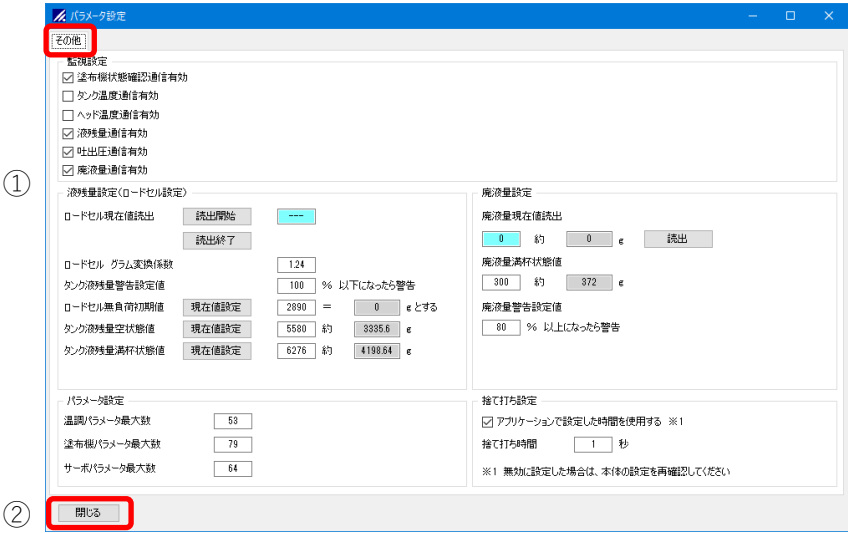 パラメータ設定
その他
監視設定
塗布機状態確認通信有効
タンク温度通信有効
ヘッド温度通信有効
液残量通信有効
吐出圧通信有効
廃液量通信有効
①
液残量設定(ロードセル設定)
ロードセル現在値読出 読出開始 ---
読出終了
ロードセル グラム変換係数 1.24
タンク液残量警告設定値 100 % 以下になったら警告
ロードセル無負荷初期値 現在値設定 2890 = 0 gとする
タンク液残量空状態値 現在値設定 5580 約 3335.6 g
タンク液残量満杯状態値 現在値設定 6276 約 4198.64 g
廃液量設定
廃液量現在値読出
0 約 0 g 読出
廃液量満杯状態値
300 約 372 g
廃液量警告設定値
80 % 以上になったら警告
パラメータ設定
温調パラメータ最大数 53
塗布機パラメータ最大数 79
サーボパラメータ最大数 64
捨て打ち設定
アプリケーションで設定した時間を使用する ※1
捨て打ち時間 1 秒
※1 無効に設定した場合は、本体の設定を再確認してください
②
閉じる